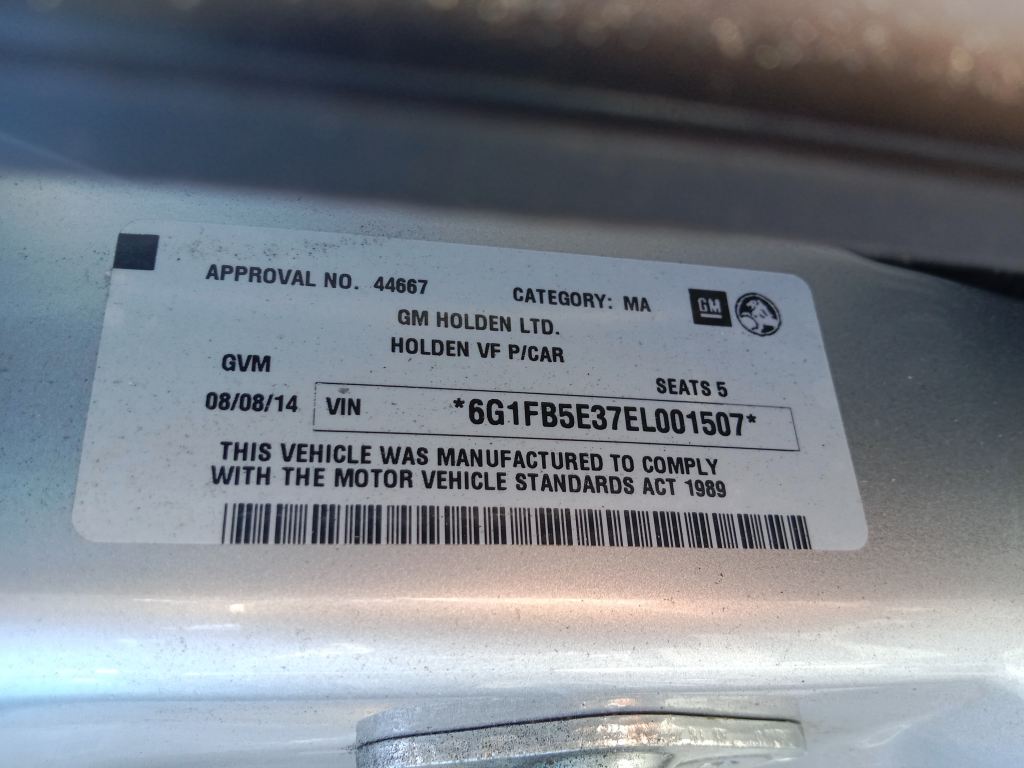 APPROVAL NO. 44667 CATEGORY: MA GM
GM HOLDEN LTD.
HOLDEN VF P/CAR
GVM SEATS 5
08/08/14 VIN *6G1FB5E37EL001507*
THIS VEHICLE WAS MANUFACTURED TO COMPLY
WITH THE MOTOR VEHICLE STANDARDS ACT 1989